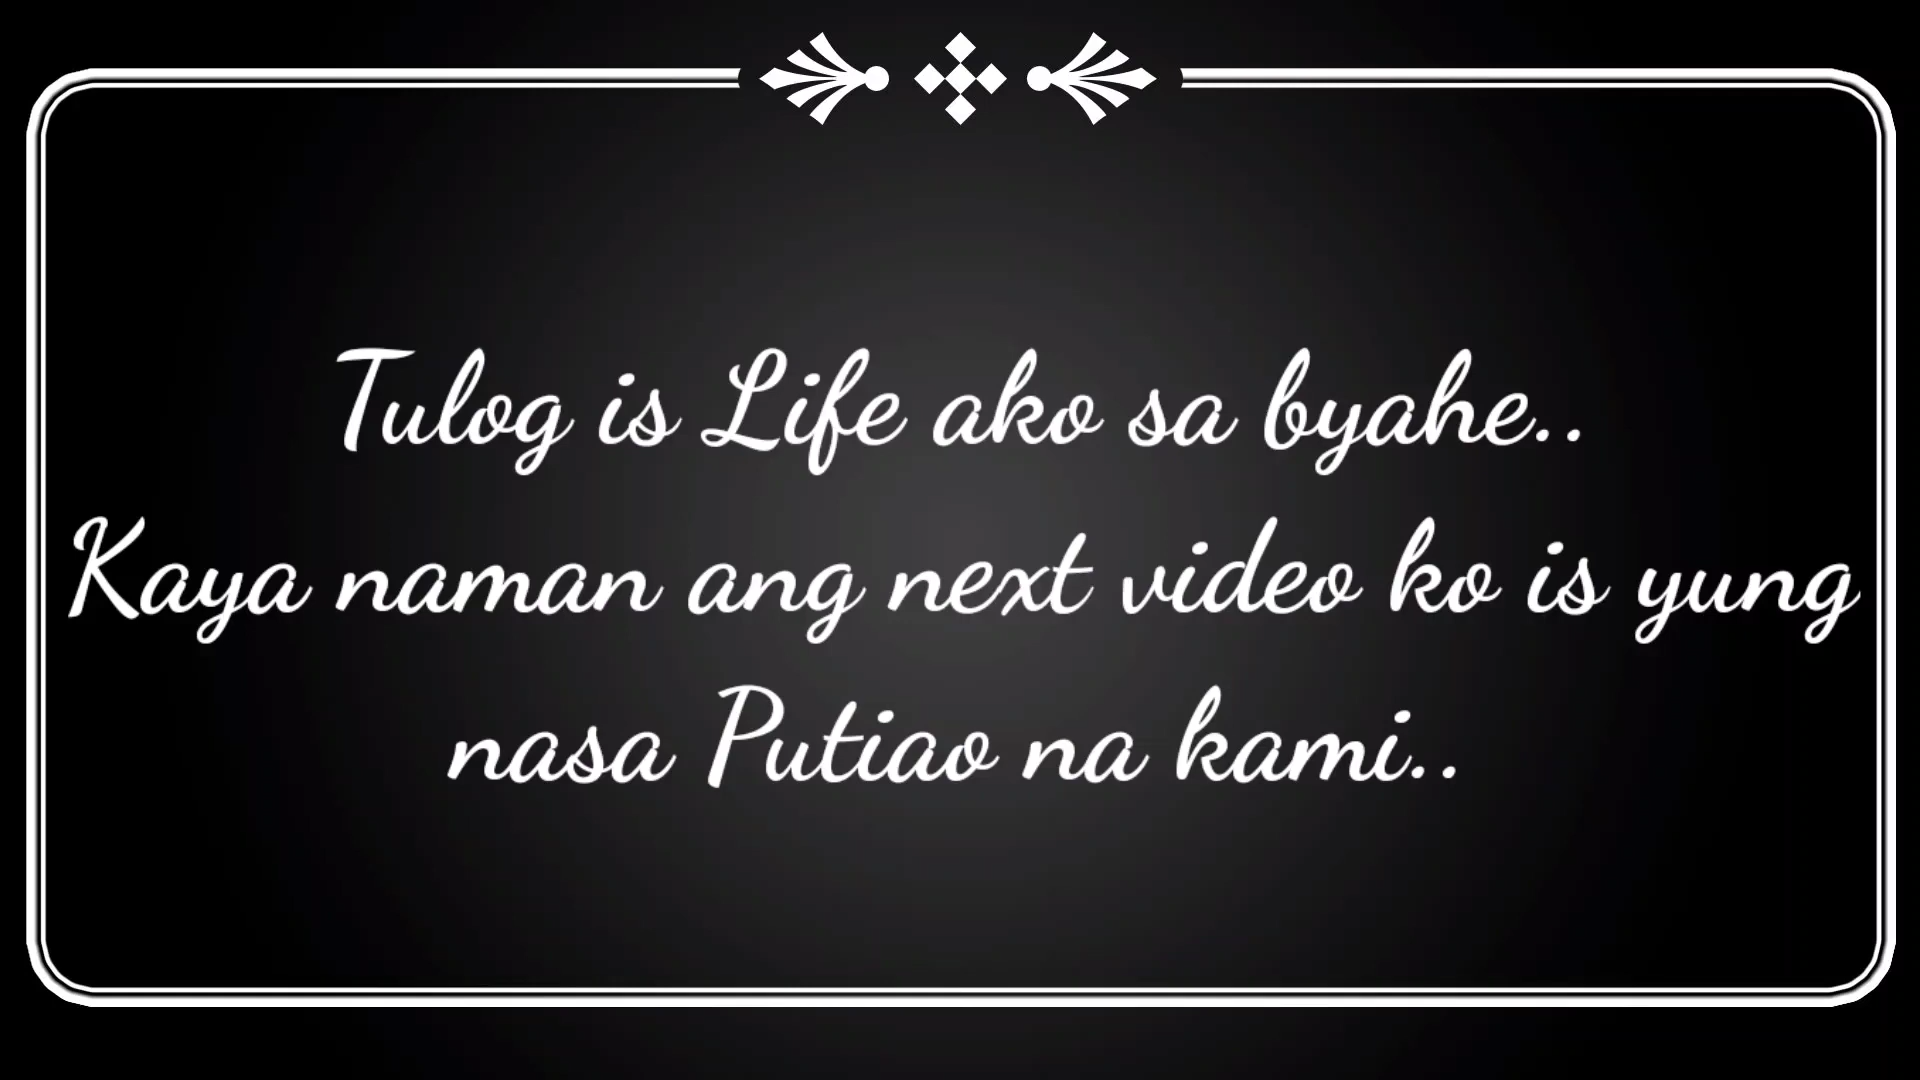 Tulog is Life ako sa byahe..
Kaya naman ang next video ko is yung
nasa Putiao na kami..